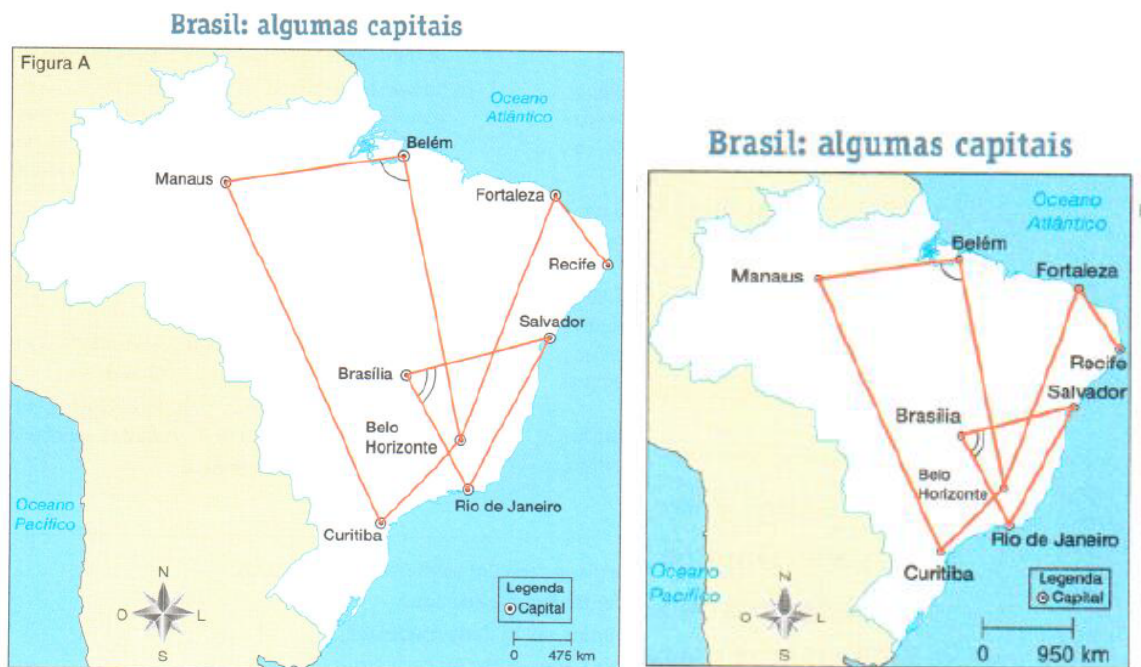 Brasil: algumas capitais
Figura A
Oceano
Atlântico
Belém
Manaus
Fortaleza
Recife
Salvador
Brasília
Belo
Horizonte
Rio de Janeiro
Curitiba
Oceano
Pacífico
N
O
L
S
Legenda
Capital
0 475 km
Brasil: algumas capitais
Oceano
Atlântico
Belém
Manaus
Fortaleza
Recife
Salvador
Brasília
Belo
Horizonte
Rio de Janeiro
Curitiba
Oceano
Pacífico
N
O
L
S
Legenda
Capital
0 950 km